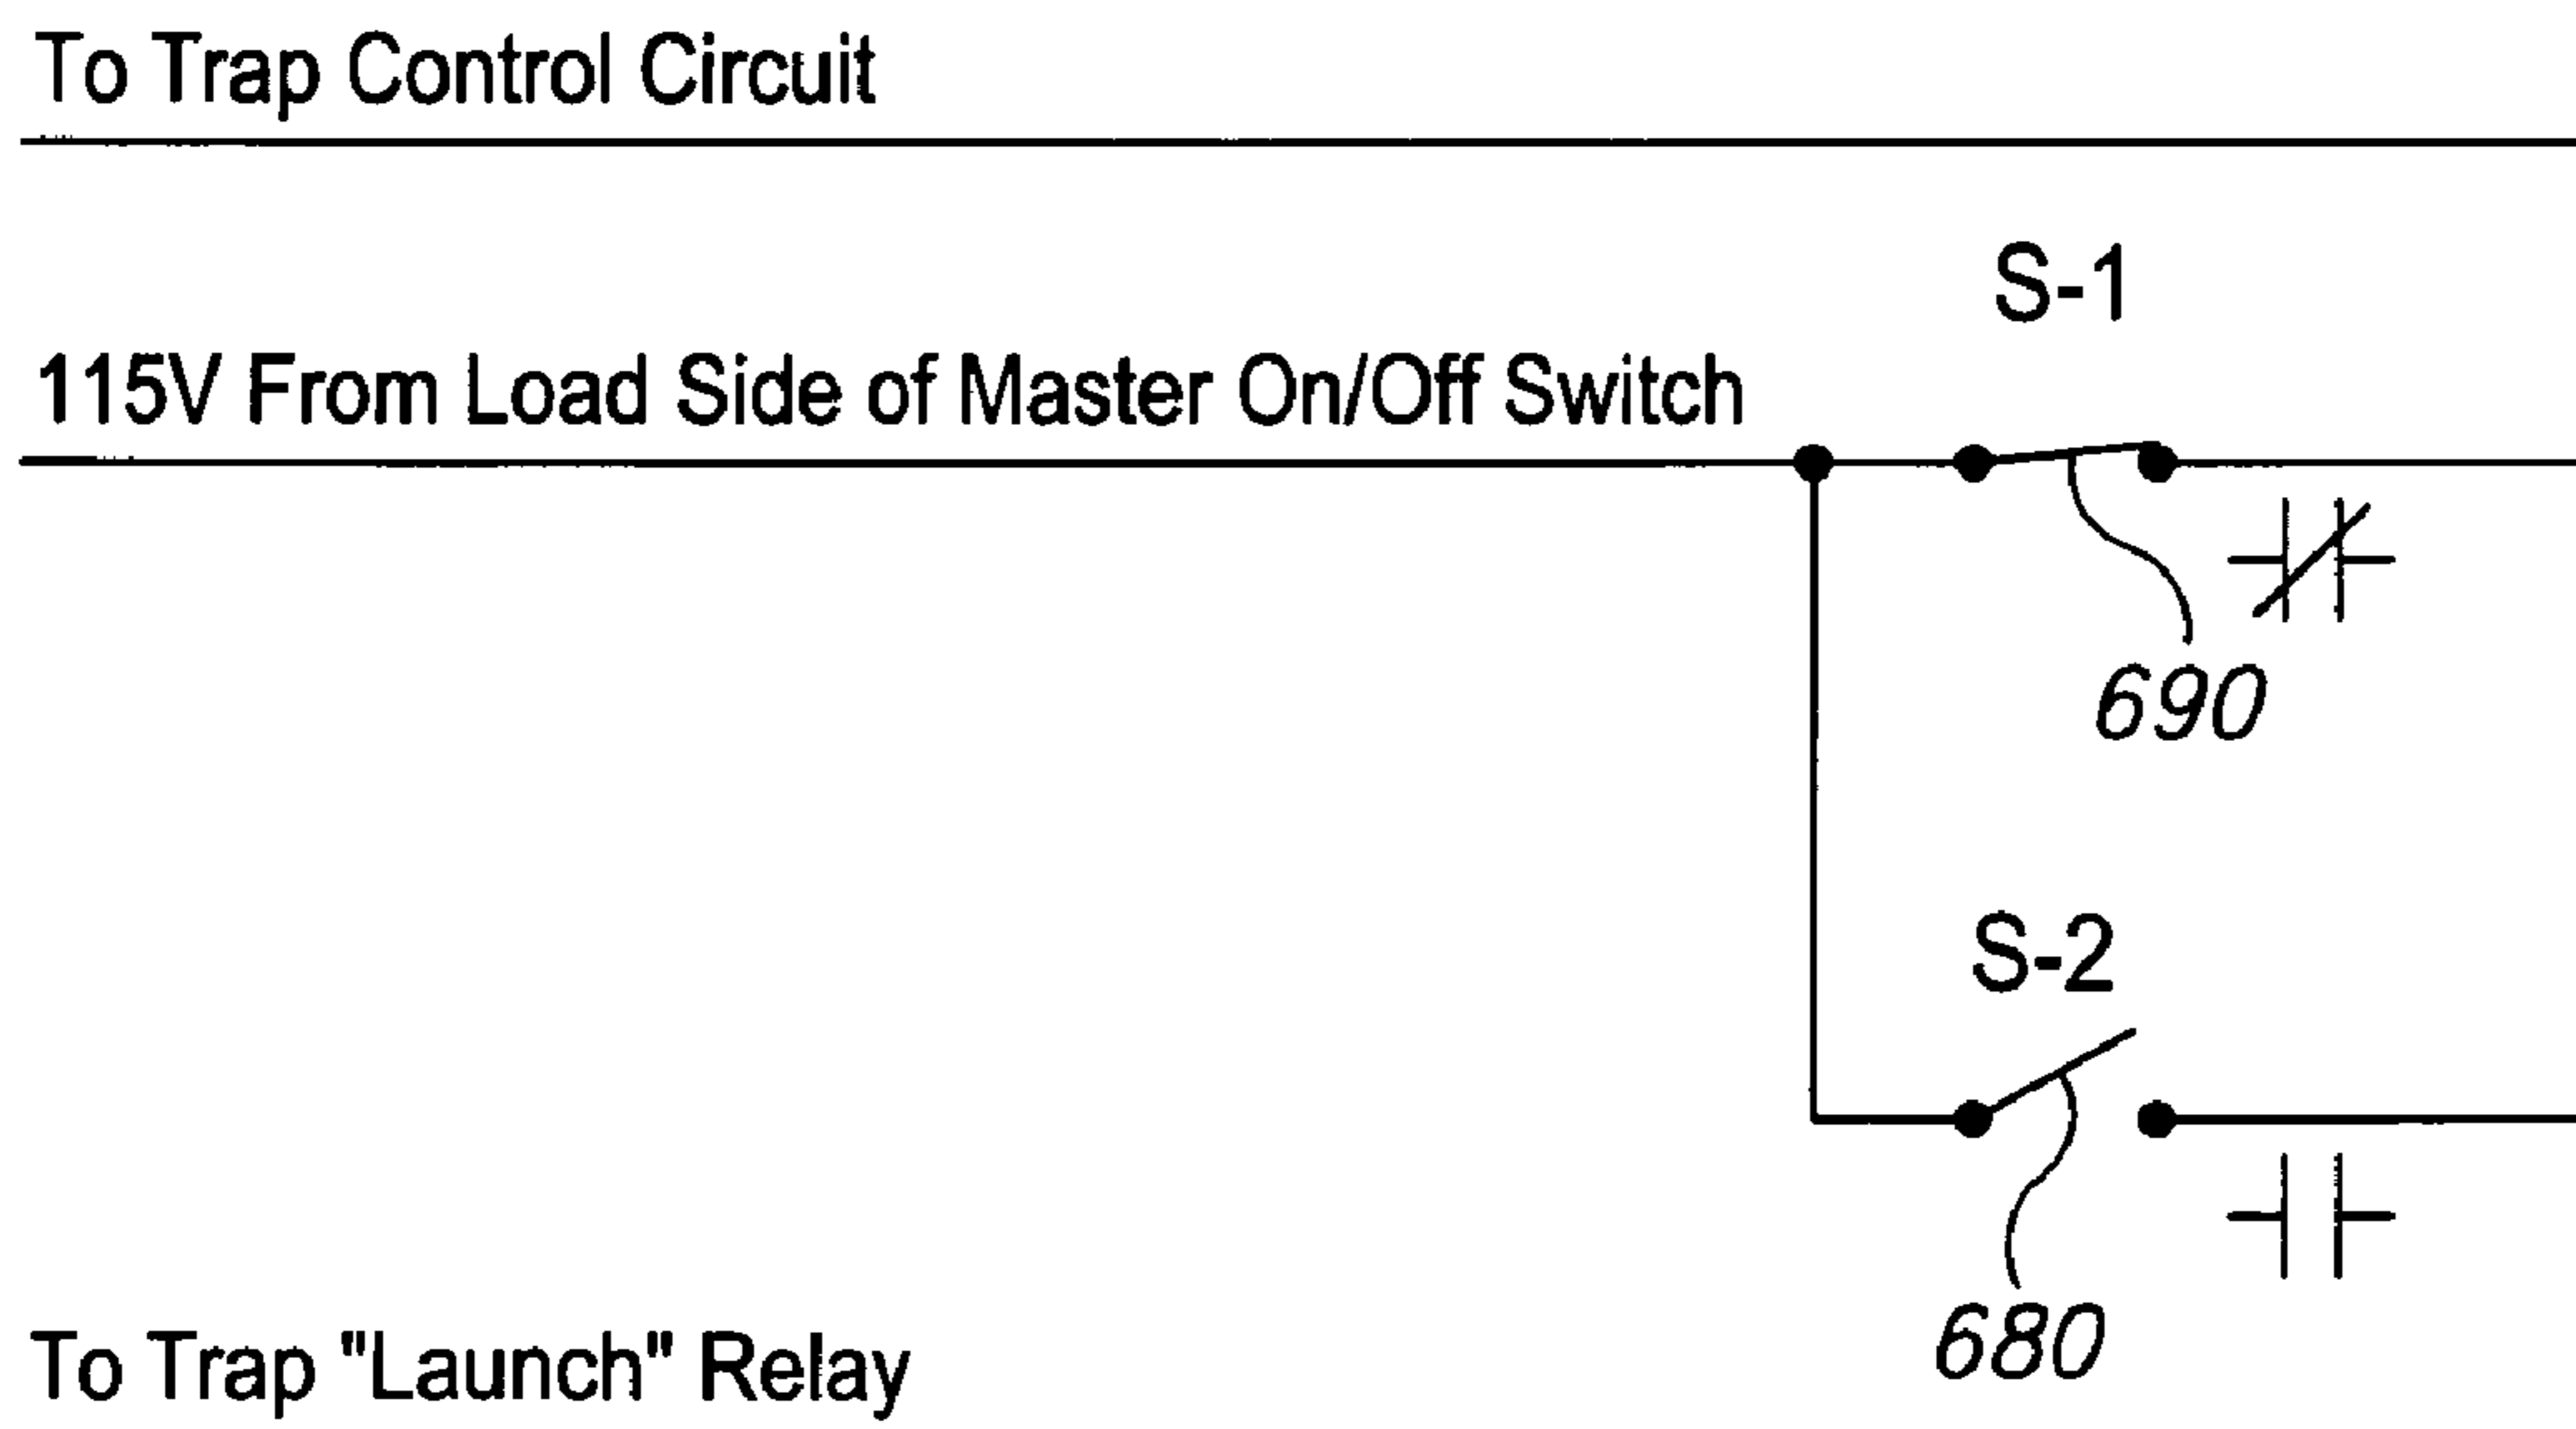 To Trap Control Circuit
S-1
115V From Load Side of Master On/Off Switch
690
S-2
680
To Trap "Launch" Relay